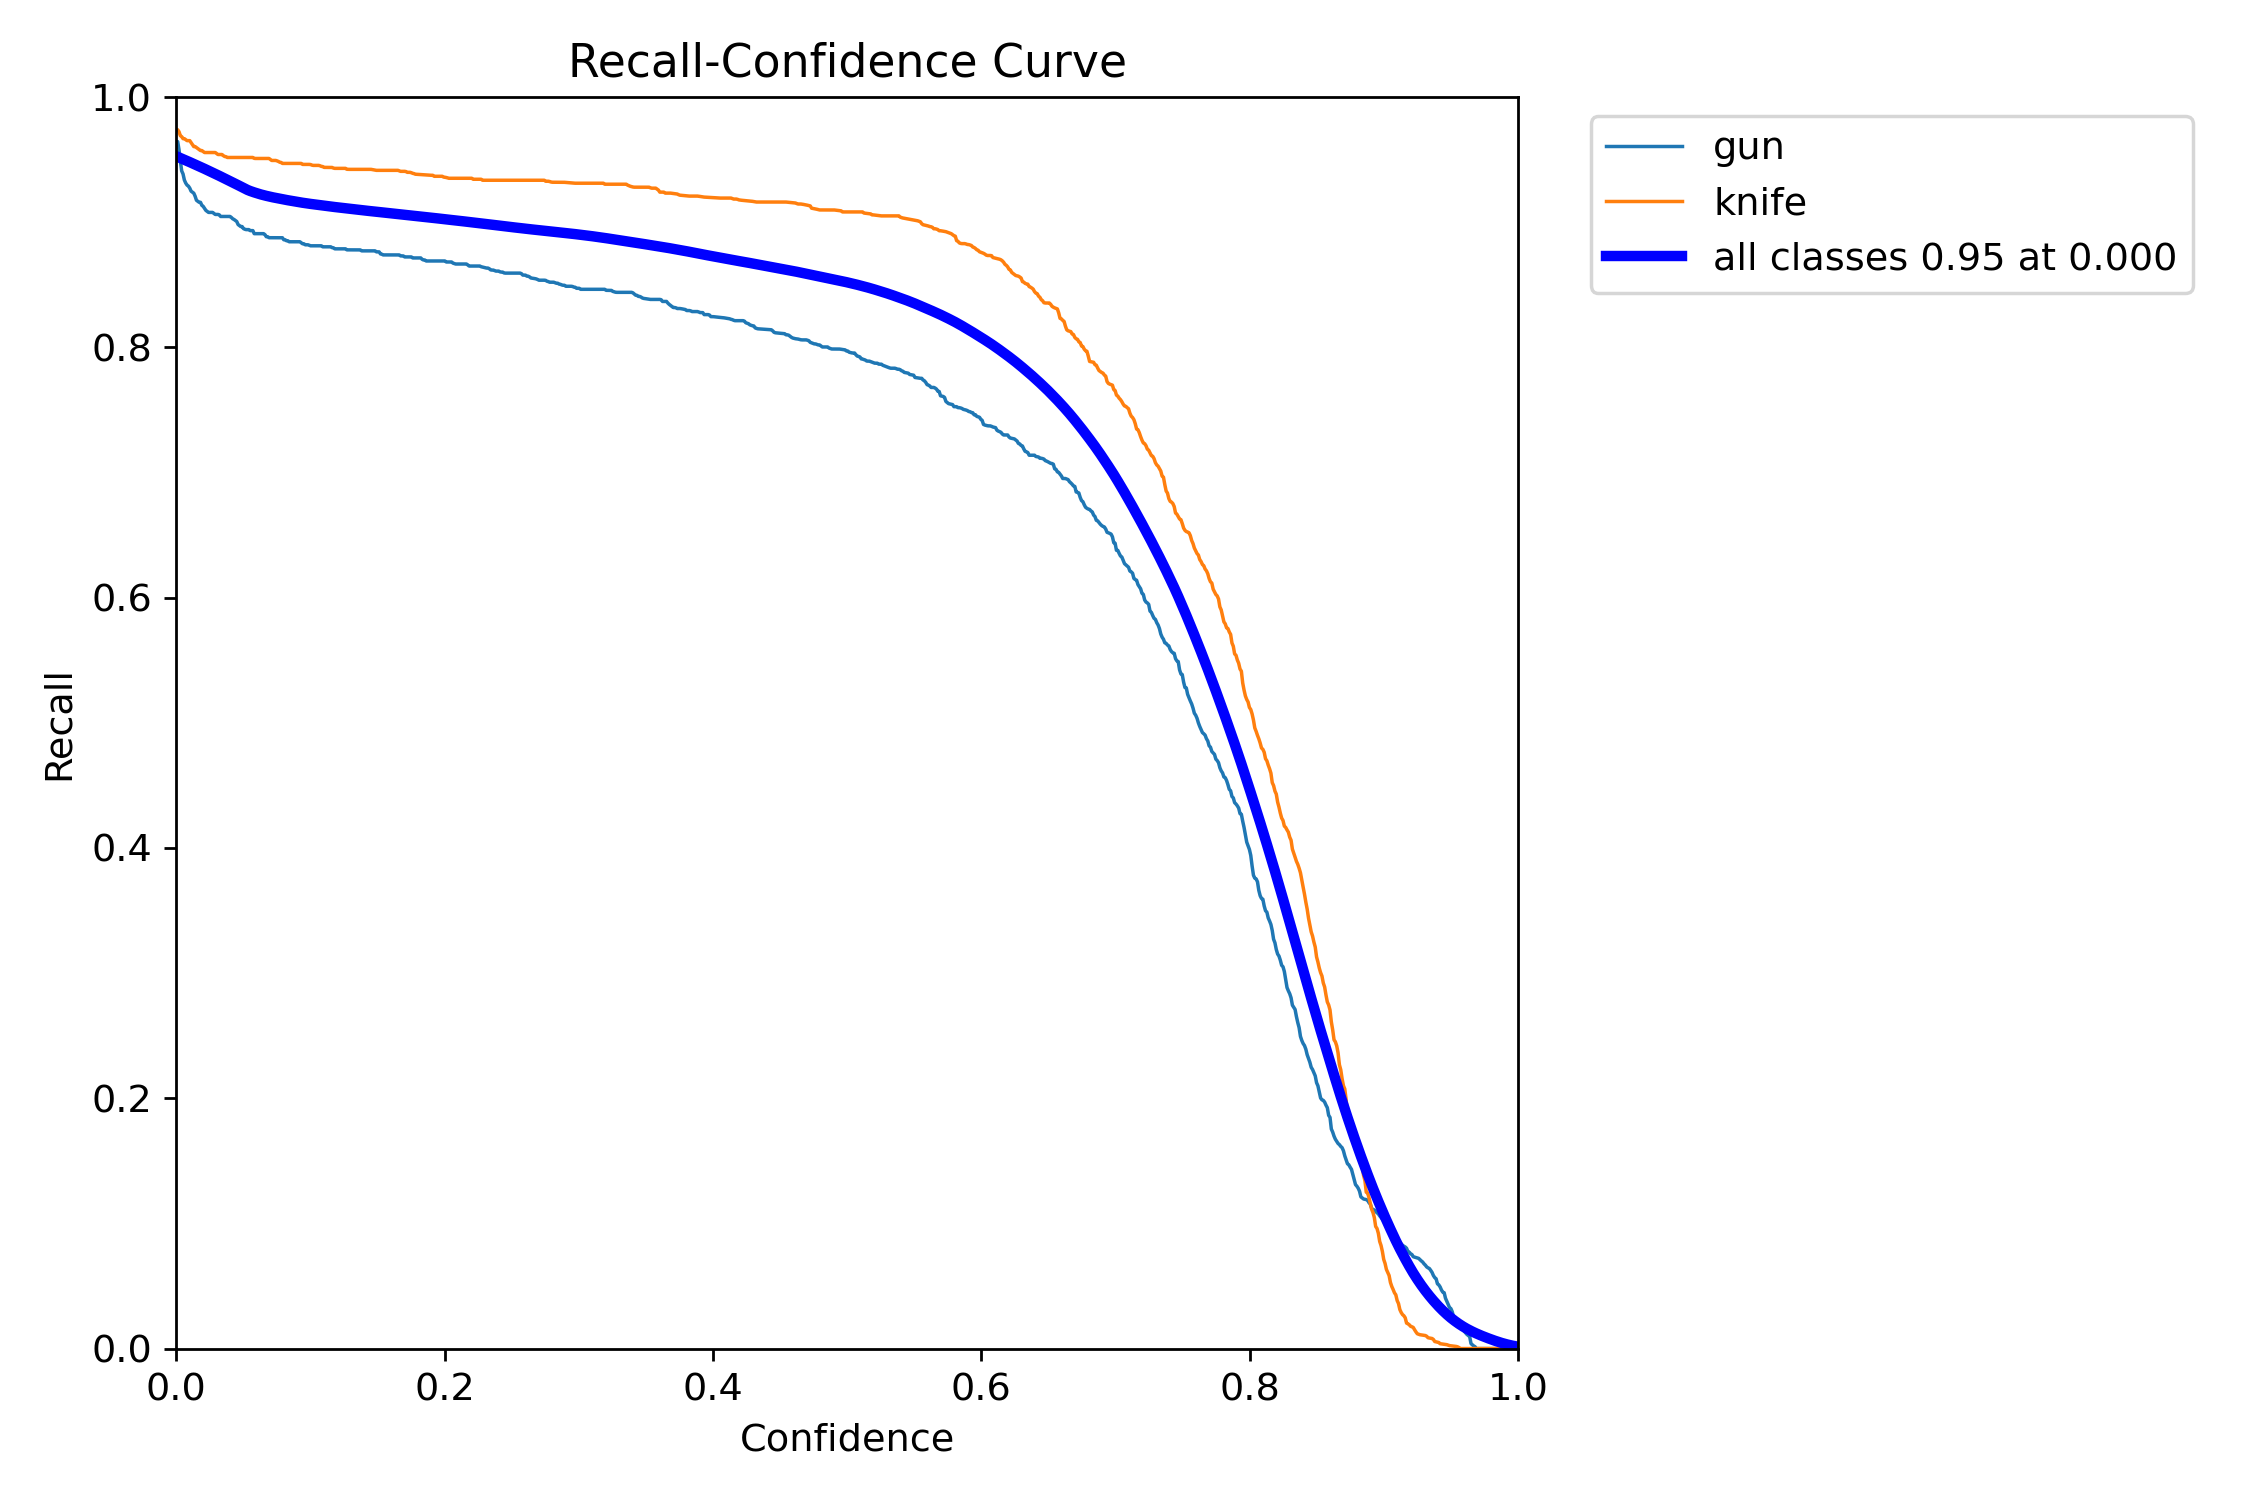 Recall-Confidence Curve
1.0
0.8
0.6
0.4
0.2
0.0
Recall
0.0 0.2 0.4 0.6 0.8 1.0
Confidence
gun
knife
all classes 0.95 at 0.000